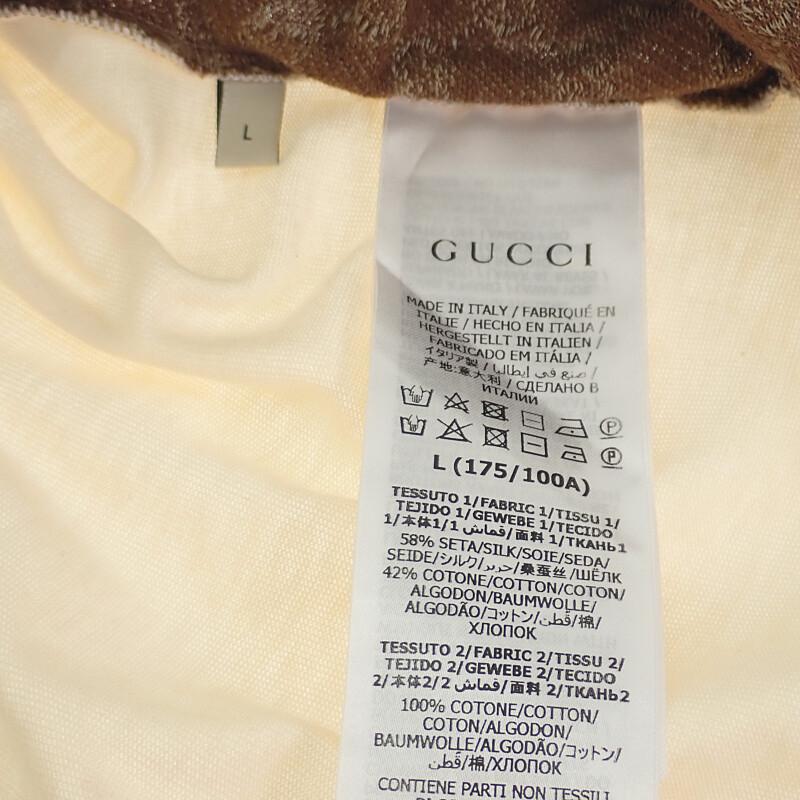 L
GUCCI
MADE IN ITALY / FABRIQUÉ EN
ITALIE / HECHO EN ITALIA /
HERGESTELLT IN ITALIEN /
FABRICADO EM ITÁLIA /
イタリア製 / صنع في إيطاليا /
产地:意大利 / СДЕЛАНО В
ИТАЛИИ
L (175/100A)
TESSUTO 1/FABRIC 1/TISSU 1/
TEJIDO 1/GEWEBE 1/TECIDO
1/本体1/قماش 1/面料 1/ТКАНЬ1
58% SETA/SILK/SOIE/SEDA/
SEIDE/シルク/حرير/桑蚕丝/ШЁЛК
42% COTONE/COTTON/COTON/
ALGODON/BAUMWOLLE/
ALGODÃO/コットン/قطن/棉/
ХЛОПОК
TESSUTO 2/FABRIC 2/TISSU 2/
TEJIDO 2/GEWEBE 2/TECIDO
2/本体2/قماش 2/面料 2/ТКАНЬ2
100% COTONE/COTTON/
COTON/ALGODON/
BAUMWOLLE/ALGODÃO/コットン/
قطن/棉/ХЛОПОК
CONTIENE PARTI NON TESSILI